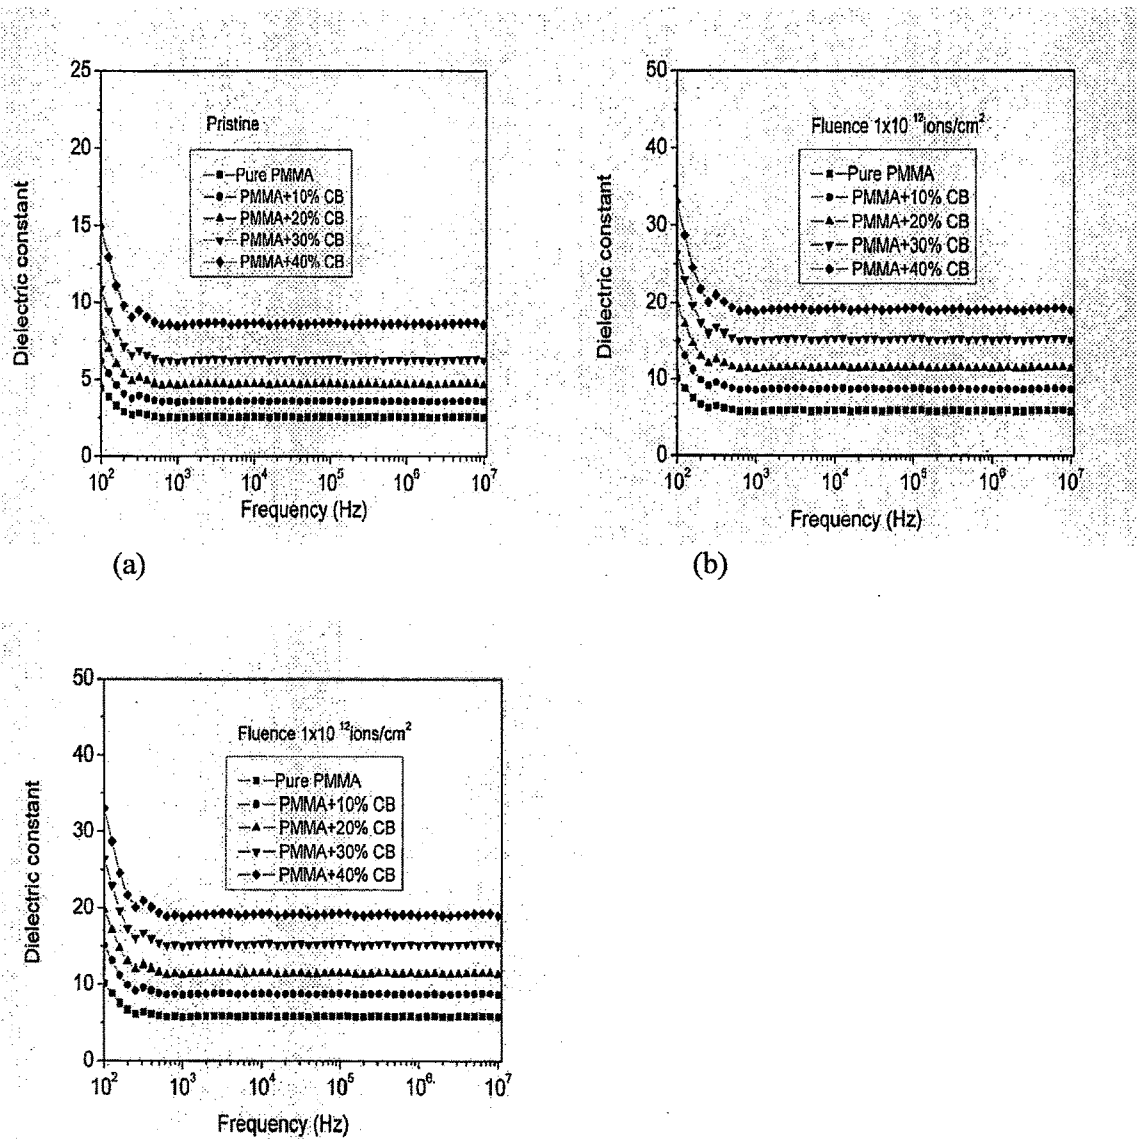 25
20
15
10
5
0
Dielectric constant
Pristine
Pure PMMA
PMMA+10% CB
PMMA+20% CB
PMMA+30% CB
PMMA+40% CB
10² 10³ 10⁴ 10⁵ 10⁶ 10⁷
Frequency (Hz)
(a)
50
40
30
20
10
0
Dielectric constant
Fluence 1x10 ¹²ions/cm²
Pure PMMA
PMMA+10% CB
PMMA+20% CB
PMMA+30% CB
PMMA+40% CB
10² 10³ 10⁴ 10⁵ 10⁶ 10⁷
Frequency (Hz)
(b)
50
40
30
20
10
0
Dielectric constant
Fluence 1x10 ¹²ions/cm²
Pure PMMA
PMMA+10% CB
PMMA+20% CB
PMMA+30% CB
PMMA+40% CB
10² 10³ 10⁴ 10⁵ 10⁶ 10⁷
Frequency (Hz)